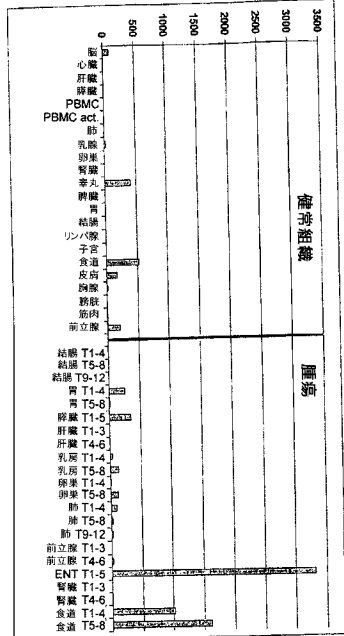 0
500
1000
1500
2000
2500
3000
3500
健常組織
脳
心臓
肝臓
膵臓
PBMC
PBMC act.
肺
乳腺
卵巣
腎臓
睾丸
脾臓
胃
結腸
リンパ腺
子宮
食道
皮膚
胸腺
膀胱
筋肉
前立腺
腫瘍
結腸 T1-4
結腸 T5-8
結腸 T9-12
胃 T1-4
胃 T5-8
膵臓 T1-5
肝臓 T1-3
肝臓 T4-6
乳房 T1-4
乳房 T5-8
卵巣 T1-4
卵巣 T5-8
肺 T1-4
肺 T5-8
肺 T9-12
前立腺 T1-3
前立腺 T4-6
ENT T1-5
腎臓 T1-3
腎臓 T4-6
食道 T1-4
食道 T5-8